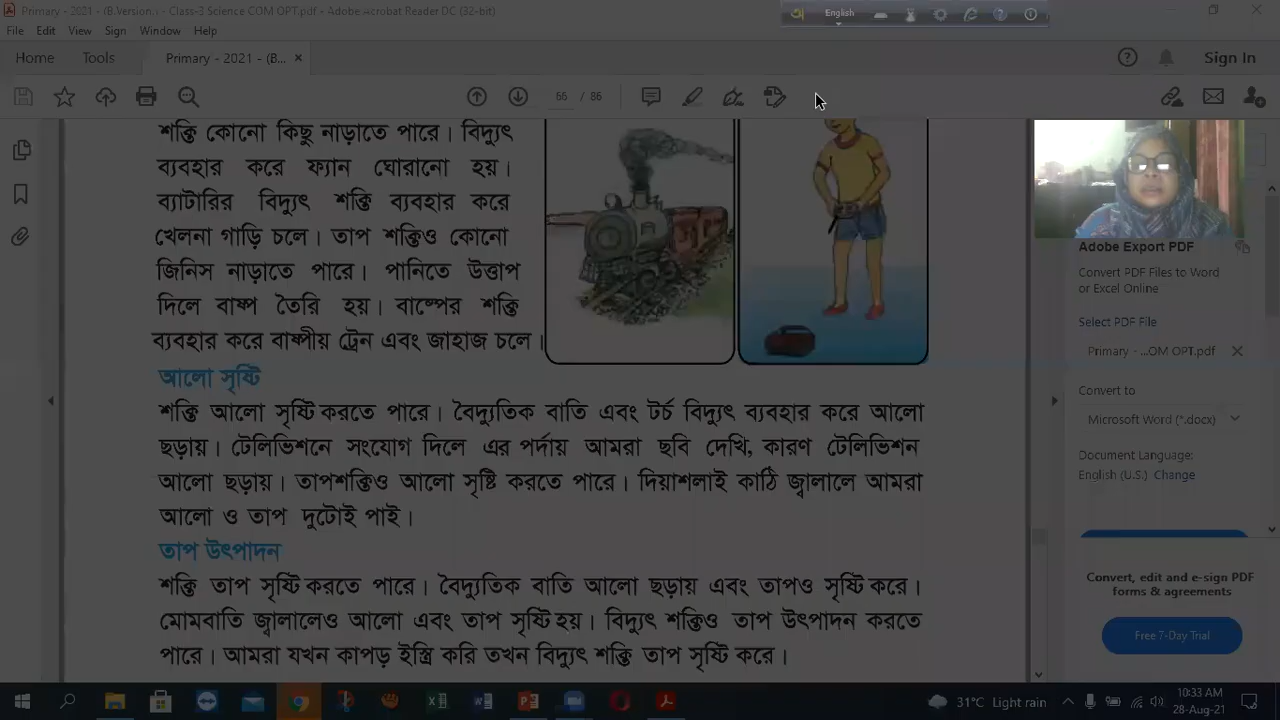 Primary - 2021 - (B.Version.) - Class-3 Science COM OPT.pdf - Adobe Acrobat Reader DC (32-bit)
English
File Edit View Sign Window Help
Home Tools Primary - 2021 - (B... × Sign In
66 / 86
শক্তি কোনো কিছু নাড়াতে পারে। বিদ্যুৎ
ব্যবহার করে ফ্যান ঘোরানো হয়।
ব্যাটারির বিদ্যুৎ শক্তি ব্যবহার করে
খেলনা গাড়ি চলে। তাপ শক্তিও কোনো
জিনিস নাড়াতে পারে। পানিতে উত্তাপ
দিলে বাষ্প তৈরি হয়। বাষ্পের শক্তি
ব্যবহার করে বাষ্পীয় ট্রেন এবং জাহাজ চলে।
আলো সৃষ্টি
শক্তি আলো সৃষ্টি করতে পারে। বৈদ্যুতিক বাতি এবং টর্চ বিদ্যুৎ ব্যবহার করে আলো
ছড়ায়। টেলিভিশনে সংযোগ দিলে এর পর্দায় আমরা ছবি দেখি, কারণ টেলিভিশন
আলো ছড়ায়। তাপশক্তিও আলো সৃষ্টি করতে পারে। দিয়াশলাই কাঠি জ্বালালে আমরা
আলো ও তাপ দুটোই পাই।
তাপ উৎপাদন
শক্তি তাপ সৃষ্টি করতে পারে। বৈদ্যুতিক বাতি আলো ছড়ায় এবং তাপও সৃষ্টি করে।
মোমবাতি জ্বালালেও আলো এবং তাপ সৃষ্টি হয়। বিদ্যুৎ শক্তিও তাপ উৎপাদন করতে
পারে। আমরা যখন কাপড় ইস্ত্রি করি তখন বিদ্যুৎ শক্তি তাপ সৃষ্টি করে।
Adobe Export PDF
Convert PDF Files to Word
or Excel Online
Select PDF File
Primary - ...OM OPT.pdf ×
Convert to
Microsoft Word (*.docx)
Document Language:
English (U.S.) Change
Convert, edit and e-sign PDF
forms & agreements
Free 7-Day Trial
31°C Light rain
10:33 AM
28-Aug-21